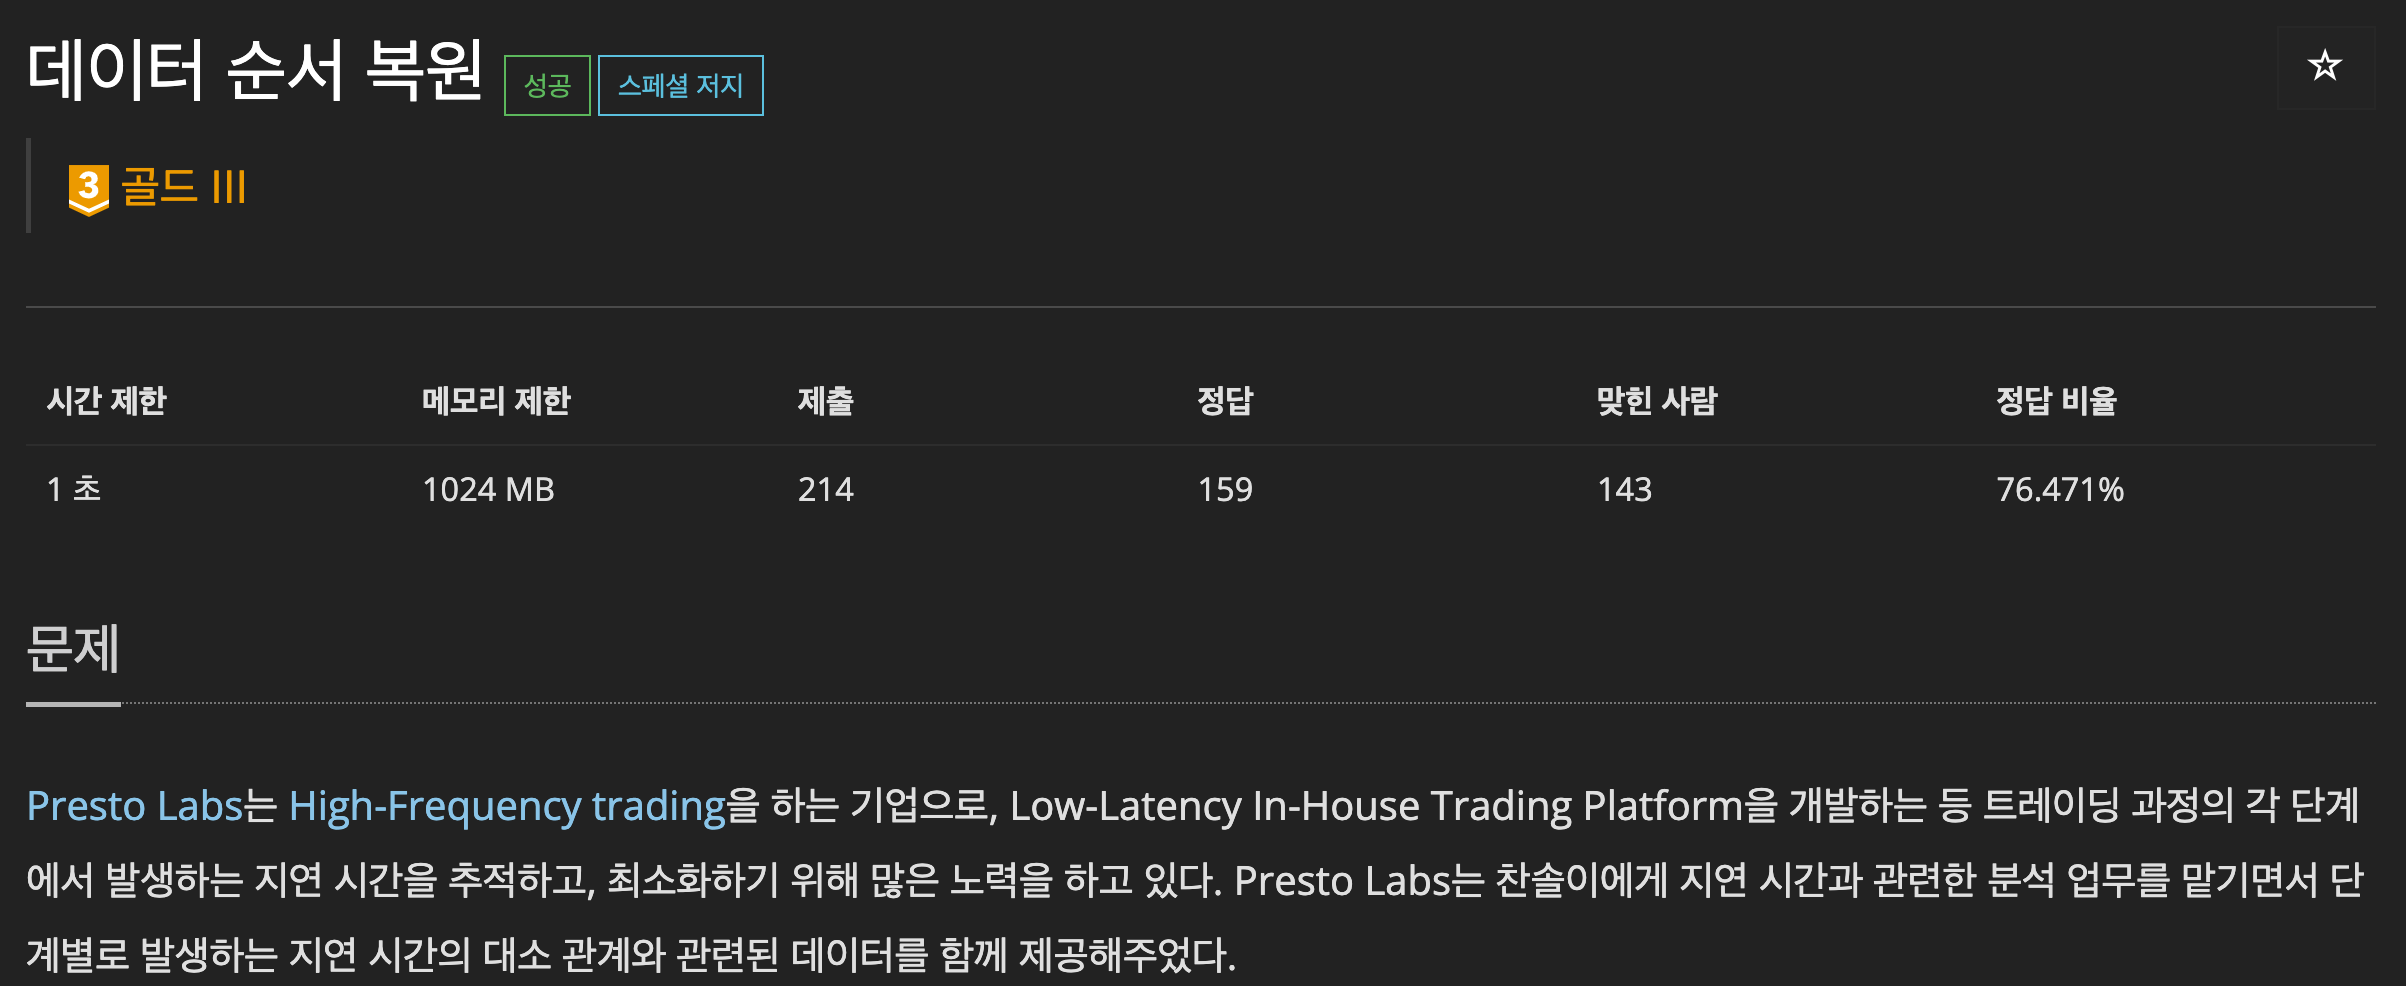 데이터 순서 복원 성공 스페셜 저지
3 골드 III
시간 제한 메모리 제한 제출 정답 맞힌 사람 정답 비율
1 초 1024 MB 214 159 143 76.471%
문제
Presto Labs는 High-Frequency trading을 하는 기업으로, Low-Latency In-House Trading Platform을 개발하는 등 트레이딩 과정의 각 단계
에서 발생하는 지연 시간을 추적하고, 최소화하기 위해 많은 노력을 하고 있다. Presto Labs는 찬솔이에게 지연 시간과 관련한 분석 업무를 맡기면서 단
계별로 발생하는 지연 시간의 대소 관계와 관련된 데이터를 함께 제공해주었다.